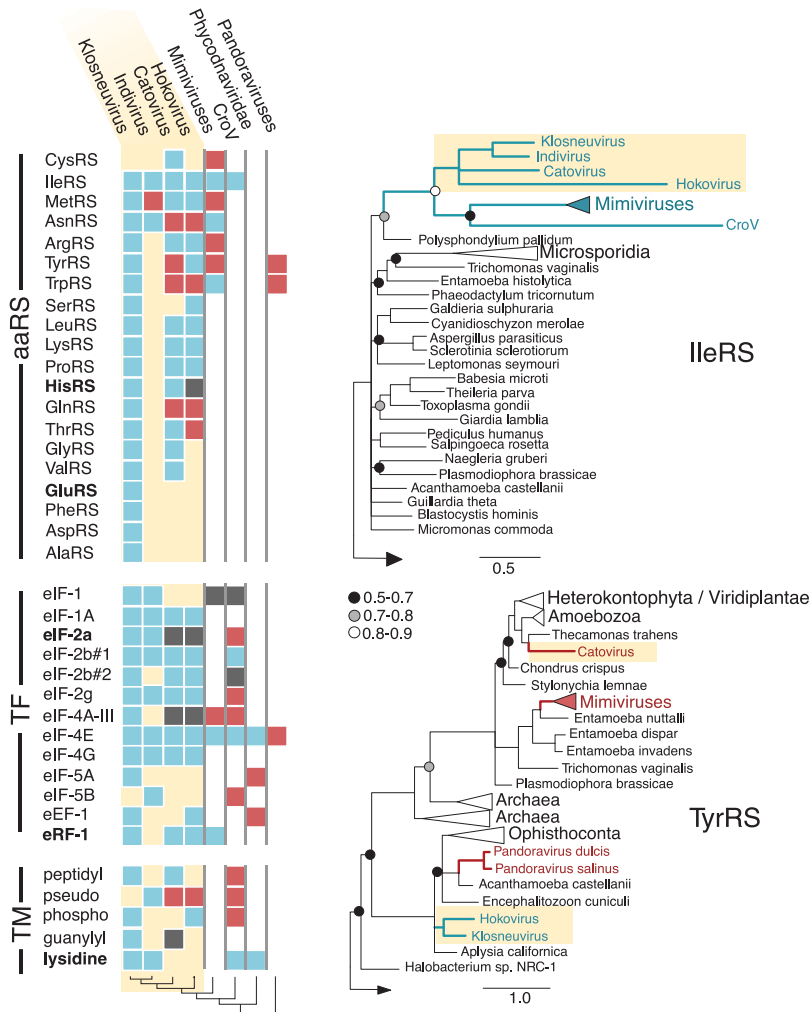 Klosneuvirus
Indivirus
Catovirus
Hokovirus
Mimiviruses
CroV
Phycodnaviridae
Pandoraviruses
aaRS
CysRS
IleRS
MetRS
AsnRS
ArgRS
TyrRS
TrpRS
SerRS
LeuRS
LysRS
ProRS
HisRS
GlnRS
ThrRS
GlyRS
ValRS
GluRS
PheRS
AspRS
AlaRS
TF
eIF-1
eIF-1A
eIF-2a
eIF-2b#1
eIF-2b#2
eIF-2g
eIF-4A-III
eIF-4E
eIF-4G
eIF-5A
eIF-5B
eEF-1
eRF-1
TM
peptidyl
pseudo
phospho
guanylyl
lysidine
Klosneuvirus
Indivirus
Catovirus
Hokovirus
Mimiviruses
CroV
Polysphondylium pallidum
Microsporidia
Trichomonas vaginalis
Entamoeba histolytica
Phaeodactylum tricornutum
Galdieria sulphuraria
Cyanidioschyzon merolae
Aspergillus parasiticus
Sclerotinia sclerotiorum
Leptomonas seymouri
Babesia microti
Theileria parva
Toxoplasma gondii
Giardia lamblia
Pediculus humanus
Salpingoeca rosetta
Naegleria gruberi
Plasmodiophora brassicae
Acanthamoeba castellanii
Guillardia theta
Blastocystis hominis
Micromonas commoda
IleRS
0.5
0.5-0.7
0.7-0.8
0.8-0.9
Heterokontophyta / Viridiplantae
Amoebozoa
Thecamonas trahens
Catovirus
Chondrus crispus
Stylonychia lemnae
Mimiviruses
Entamoeba nuttalli
Entamoeba dispar
Entamoeba invadens
Trichomonas vaginalis
Plasmodiophora brassicae
Archaea
Archaea
Ophisthoconta
Pandoravirus dulcis
Pandoravirus salinus
Acanthamoeba castellanii
Encephalitozoon cuniculi
Hokovirus
Klosneuvirus
Aplysia californica
Halobacterium sp. NRC-1
TyrRS
1.0